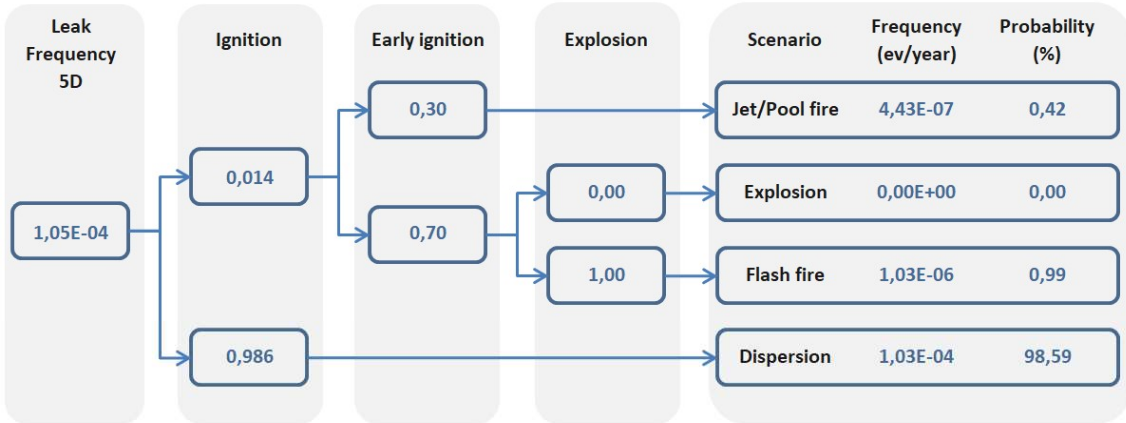 Leak
Frequency
5D
Ignition
Early ignition
Explosion
Scenario
Frequency
(ev/year)
Probability
(%)
0,30
Jet/Pool fire
4,43E-07
0,42
0,014
0,00
Explosion
0,00E+00
0,00
1,05E-04
0,70
1,00
Flash fire
1,03E-06
0,99
0,986
Dispersion
1,03E-04
98,59